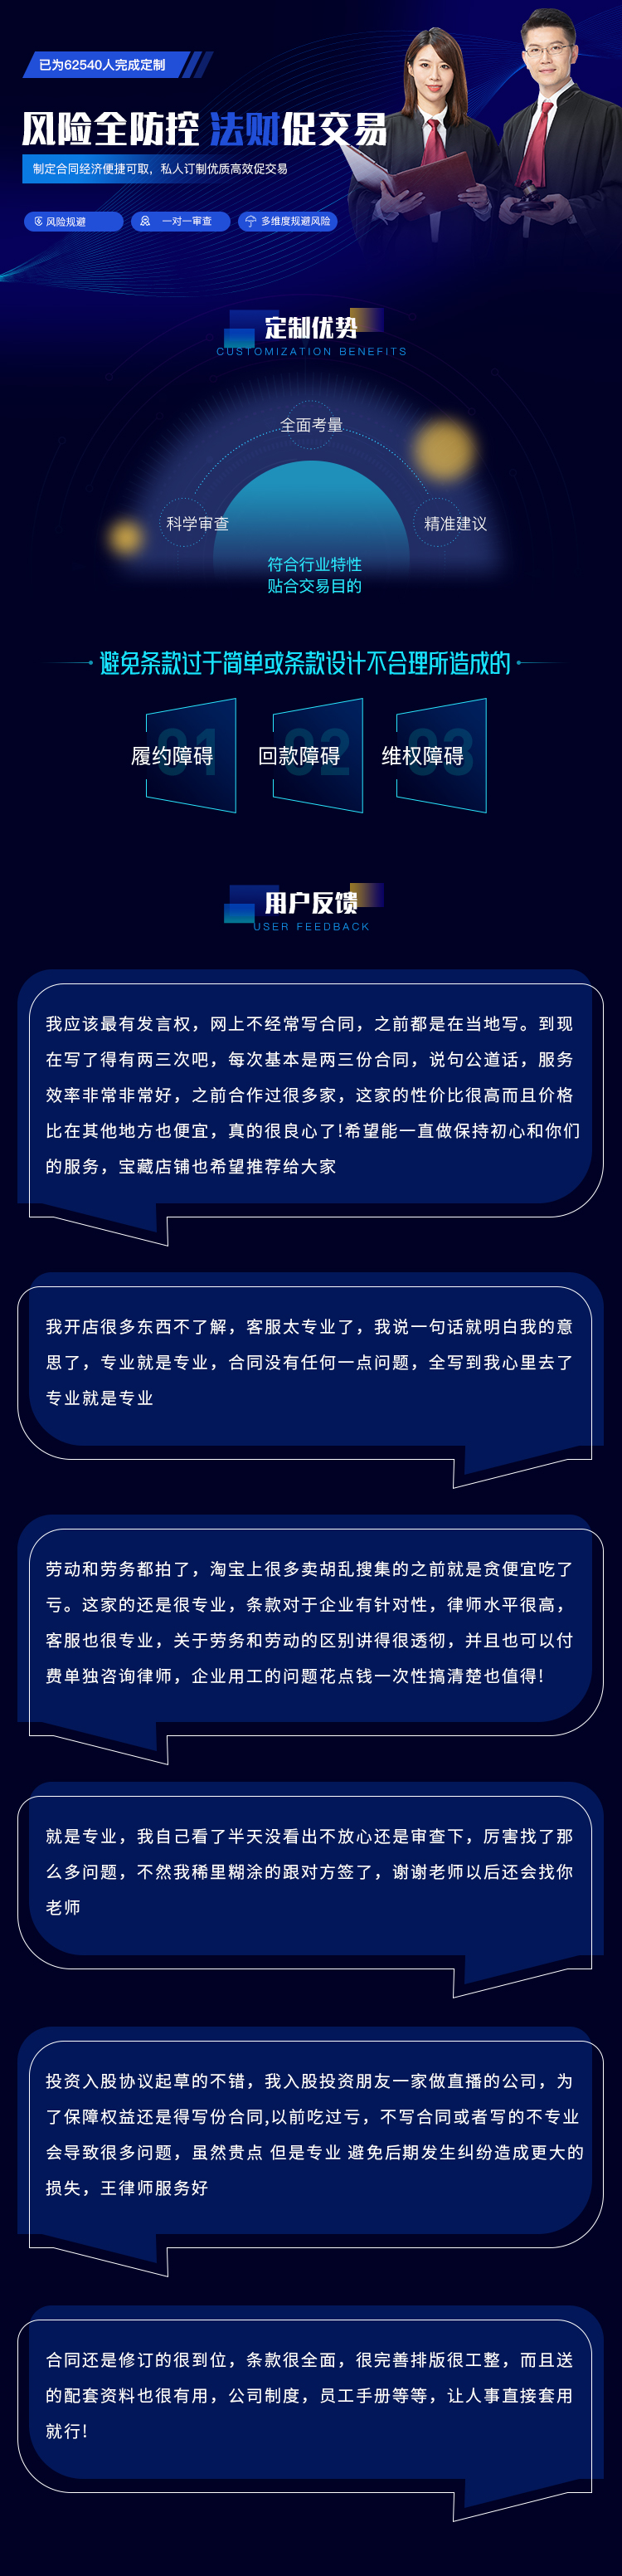 已为62540人完成定制
风险全防控 法财促交易
制定合同经济便捷可取，私人订制优质高效促交易
风险规避
一对一审查
多维度规避风险
定制优势
CUSTOMIZATION BENEFITS
全面考量
科学审查
精准建议
符合行业特性
贴合交易目的
避免条款过于简单或条款设计不合理所造成的
01
履约障碍
02
回款障碍
03
维权障碍
用户反馈
USER FEEDBACK
我应该最有发言权，网上不经常写合同，之前都是在当地写。到现
在写了得有两三次吧，每次基本是两三份合同，说句公道话，服务
效率非常非常好，之前合作过很多家，这家的性价比很高而且价格
比在其他地方也便宜，真的很良心了!希望能一直做保持初心和你们
的服务，宝藏店铺也希望推荐给大家
我开店很多东西不了解，客服太专业了，我说一句话就明白我的意
思了，专业就是专业，合同没有任何一点问题，全写到我心里去了
专业就是专业
劳动和劳务都拍了，淘宝上很多卖胡乱搜集的之前就是贪便宜吃了
亏。这家的还是很专业，条款对于企业有针对性，律师水平很高，
客服也很专业，关于劳务和劳动的区别讲得很透彻，并且也可以付
费单独咨询律师，企业用工的问题花点钱一次性搞清楚也值得!
就是专业，我自己看了半天没看出不放心还是审查下，厉害找了那
么多问题，不然我稀里糊涂的跟对方签了，谢谢老师以后还会找你
老师
投资入股协议起草的不错，我入股投资朋友一家做直播的公司，为
了保障权益还是得写份合同,以前吃过亏，不写合同或者写的不专业
会导致很多问题，虽然贵点 但是专业 避免后期发生纠纷造成更大的
损失，王律师服务好
合同还是修订的很到位，条款很全面，很完善排版很工整，而且送
的配套资料也很有用，公司制度，员工手册等等，让人事直接套用
就行!